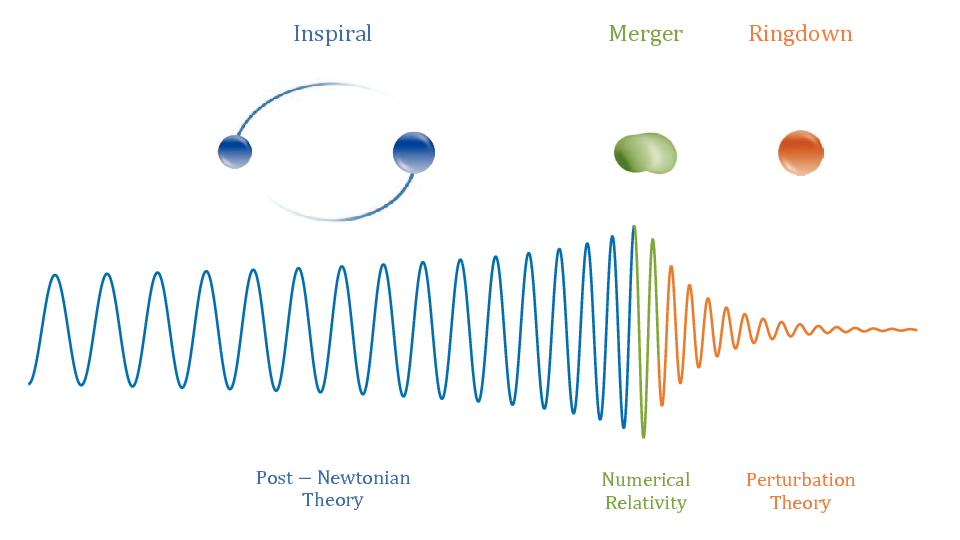 Inspiral
Merger
Ringdown
Post – Newtonian
Theory
Numerical
Relativity
Perturbation
Theory